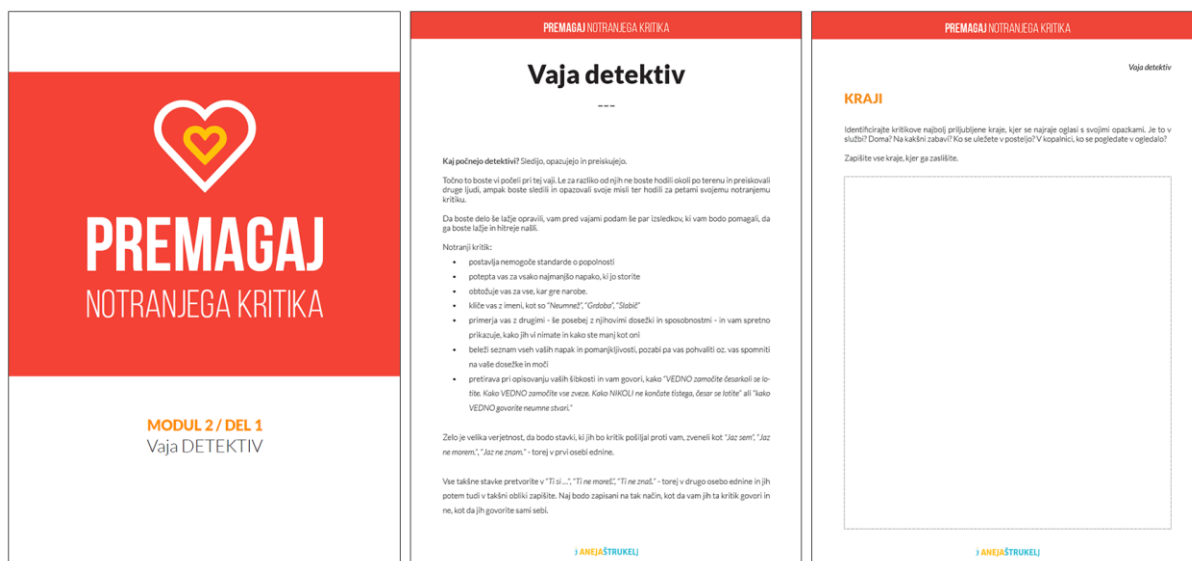 PREMAGAJ
NOTRANJEGA KRITIKA
MODUL 2 / DEL 1
Vaja DETEKTIV
PREMAGAJ NOTRANJEGA KRITIKA
Vaja detektiv
---
Kaj počnejo detektivi? Sledijo, opazujejo in preiskujejo.
Točno to boste vi počeli pri tej vaji. Le za razliko od njih ne boste hodili okoli po terenu in preiskovali
druge ljudi, ampak boste sledili in opazovali svoje misli ter hodili za petami svojemu notranjemu
kritiku.
Da boste delo še lažje opravili, vam pred vajami podam še par izsledkov, ki vam bodo pomagali, da
ga boste lažje in hitreje našli.
Notranji kritik:
• postavlja nemogoče standarde o popolnosti
• potepta vas za vsako najmanjšo napako, ki jo storite
• obtožuje vas za vse, kar gre narobe.
• kliče vas z imeni, kot so "Neumnež", "Grdoba", "Slabič"
• primerja vas z drugimi - še posebej z njihovimi dosežki in sposobnostmi - in vam spretno
prikazuje, kako jih vi nimate in kako ste manj kot oni
• beleži seznam vseh vaših napak in pomanjkljivosti, pozabi pa vas pohvaliti oz. vas spomniti
na vaše dosežke in moči
• pretirava pri opisovanju vaših šibkosti in vam govori, kako "VEDNO zamočite česarkoli se lo-
tite. Kako VEDNO zamočite vse zveze. Kako NIKOLI ne končate tistega, česar se lotite" ali "kako
VEDNO govorite neumne stvari."
Zelo je velika verjetnost, da bodo stavki, ki jih bo kritik pošiljal proti vam, zveneli kot "Jaz sem", "Jaz
ne morem.", "Jaz ne znam." - torej v prvi osebi ednine.
Vse takšne stavke pretvorite v "Ti si ...", "Ti ne moreš.", "Ti ne znaš." - torej v drugo osebo ednine in jih
potem tudi v takšni obliki zapišite. Naj bodo zapisani na tak način, kot da vam jih ta kritik govori in
ne, kot da jih govorite sami sebi.
ANEJAŠTRUKELJ
PREMAGAJ NOTRANJEGA KRITIKA
Vaja detektiv
KRAJI
Identificirajte kritikove najbolj priljubljene kraje, kjer se najraje oglasi s svojimi opazkami. Je to v
službi? Doma? Na kakšni zabavi? Ko se uležete v posteljo? V kopalnici, ko se pogledate v ogledalo?
Zapišite vse kraje, kjer ga zaslišite.
ANEJAŠTRUKELJ